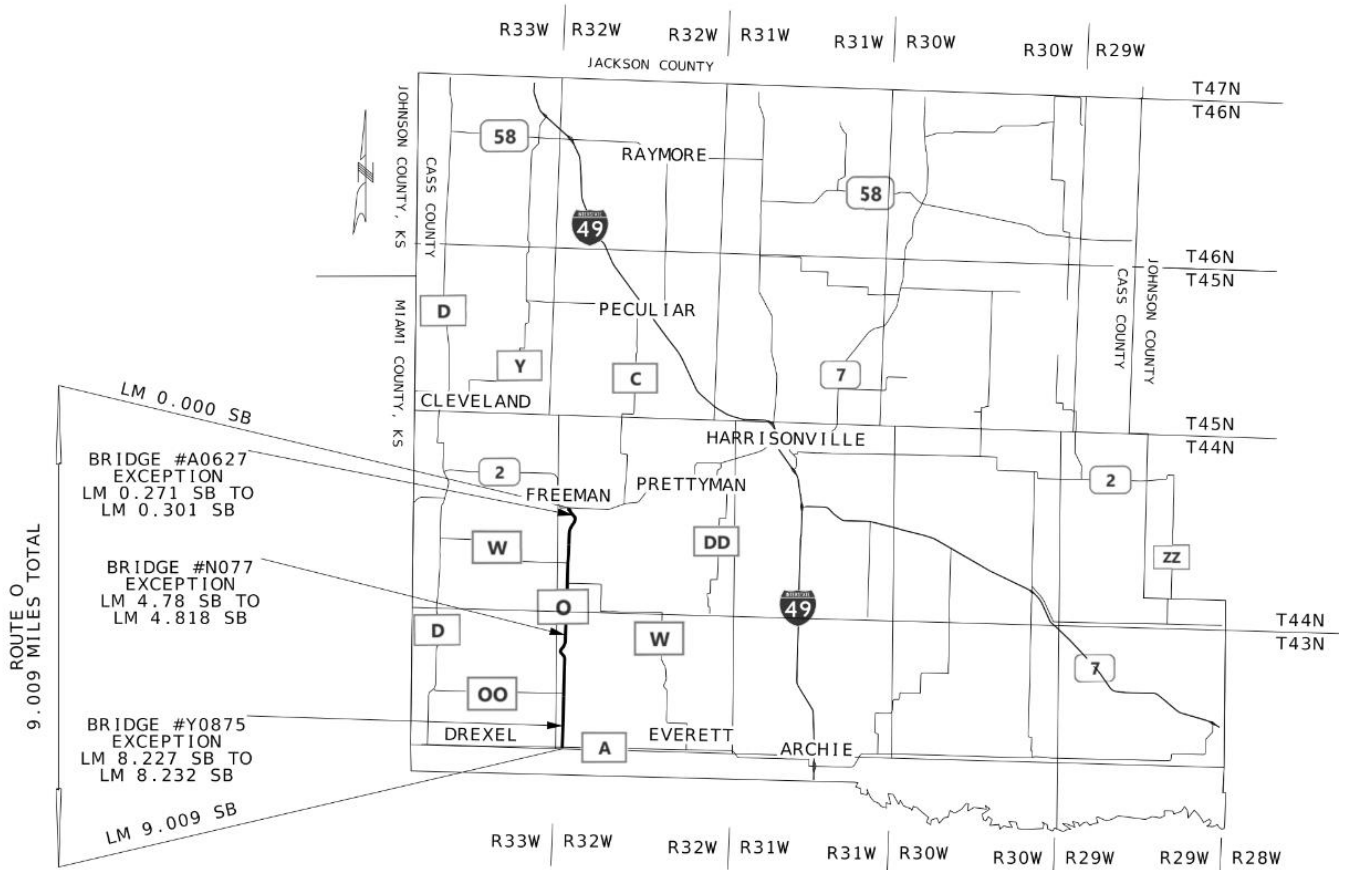 R33W R32W R32W R31W R31W R30W R30W R29W
JACKSON COUNTY
T47N
T46N
JOHNSON COUNTY, KS
CASS COUNTY
58
RAYMORE
58
INTERSTATE
49
T46N
T45N
JOHNSON COUNTY
CASS COUNTY
MIAMI COUNTY, KS
D
PECULIAR
Y
C
7
CLEVELAND
LM 0.000 SB
T45N
HARRISONVILLE
T44N
BRIDGE #A0627
EXCEPTION
LM 0.271 SB TO
LM 0.301 SB
2
FREEMAN
PRETTYMAN
2
W
DD
ZZ
BRIDGE #N077
EXCEPTION
LM 4.78 SB TO
LM 4.818 SB
O
INTERSTATE
49
T44N
T43N
D
W
ROUTE O
9.009 MILES TOTAL
OO
7
BRIDGE #Y0875
EXCEPTION
LM 8.227 SB TO
LM 8.232 SB
DREXEL
A
EVERETT
ARCHIE
LM 9.009 SB
R33W R32W R32W R31W R31W R30W R30W R29W R29W R28W
N